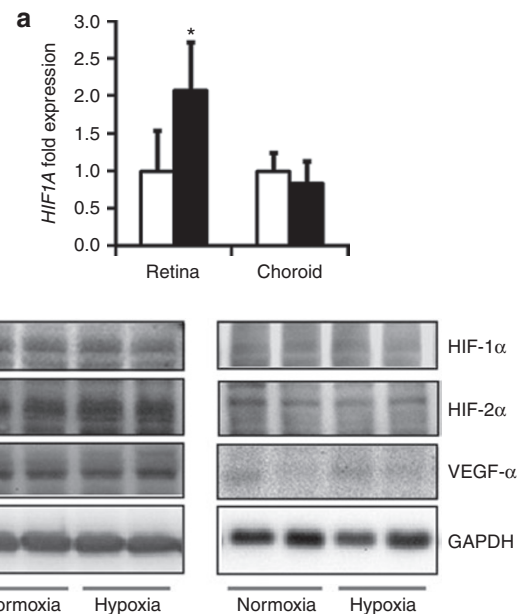 a
HIF1A fold expression
3.0
*
2.5
2.0
1.5
1.0
0.5
0.0
Retina Choroid
HIF-1α
HIF-2α
VEGF-α
GAPDH
ormoxia Hypoxia Normoxia Hypoxia